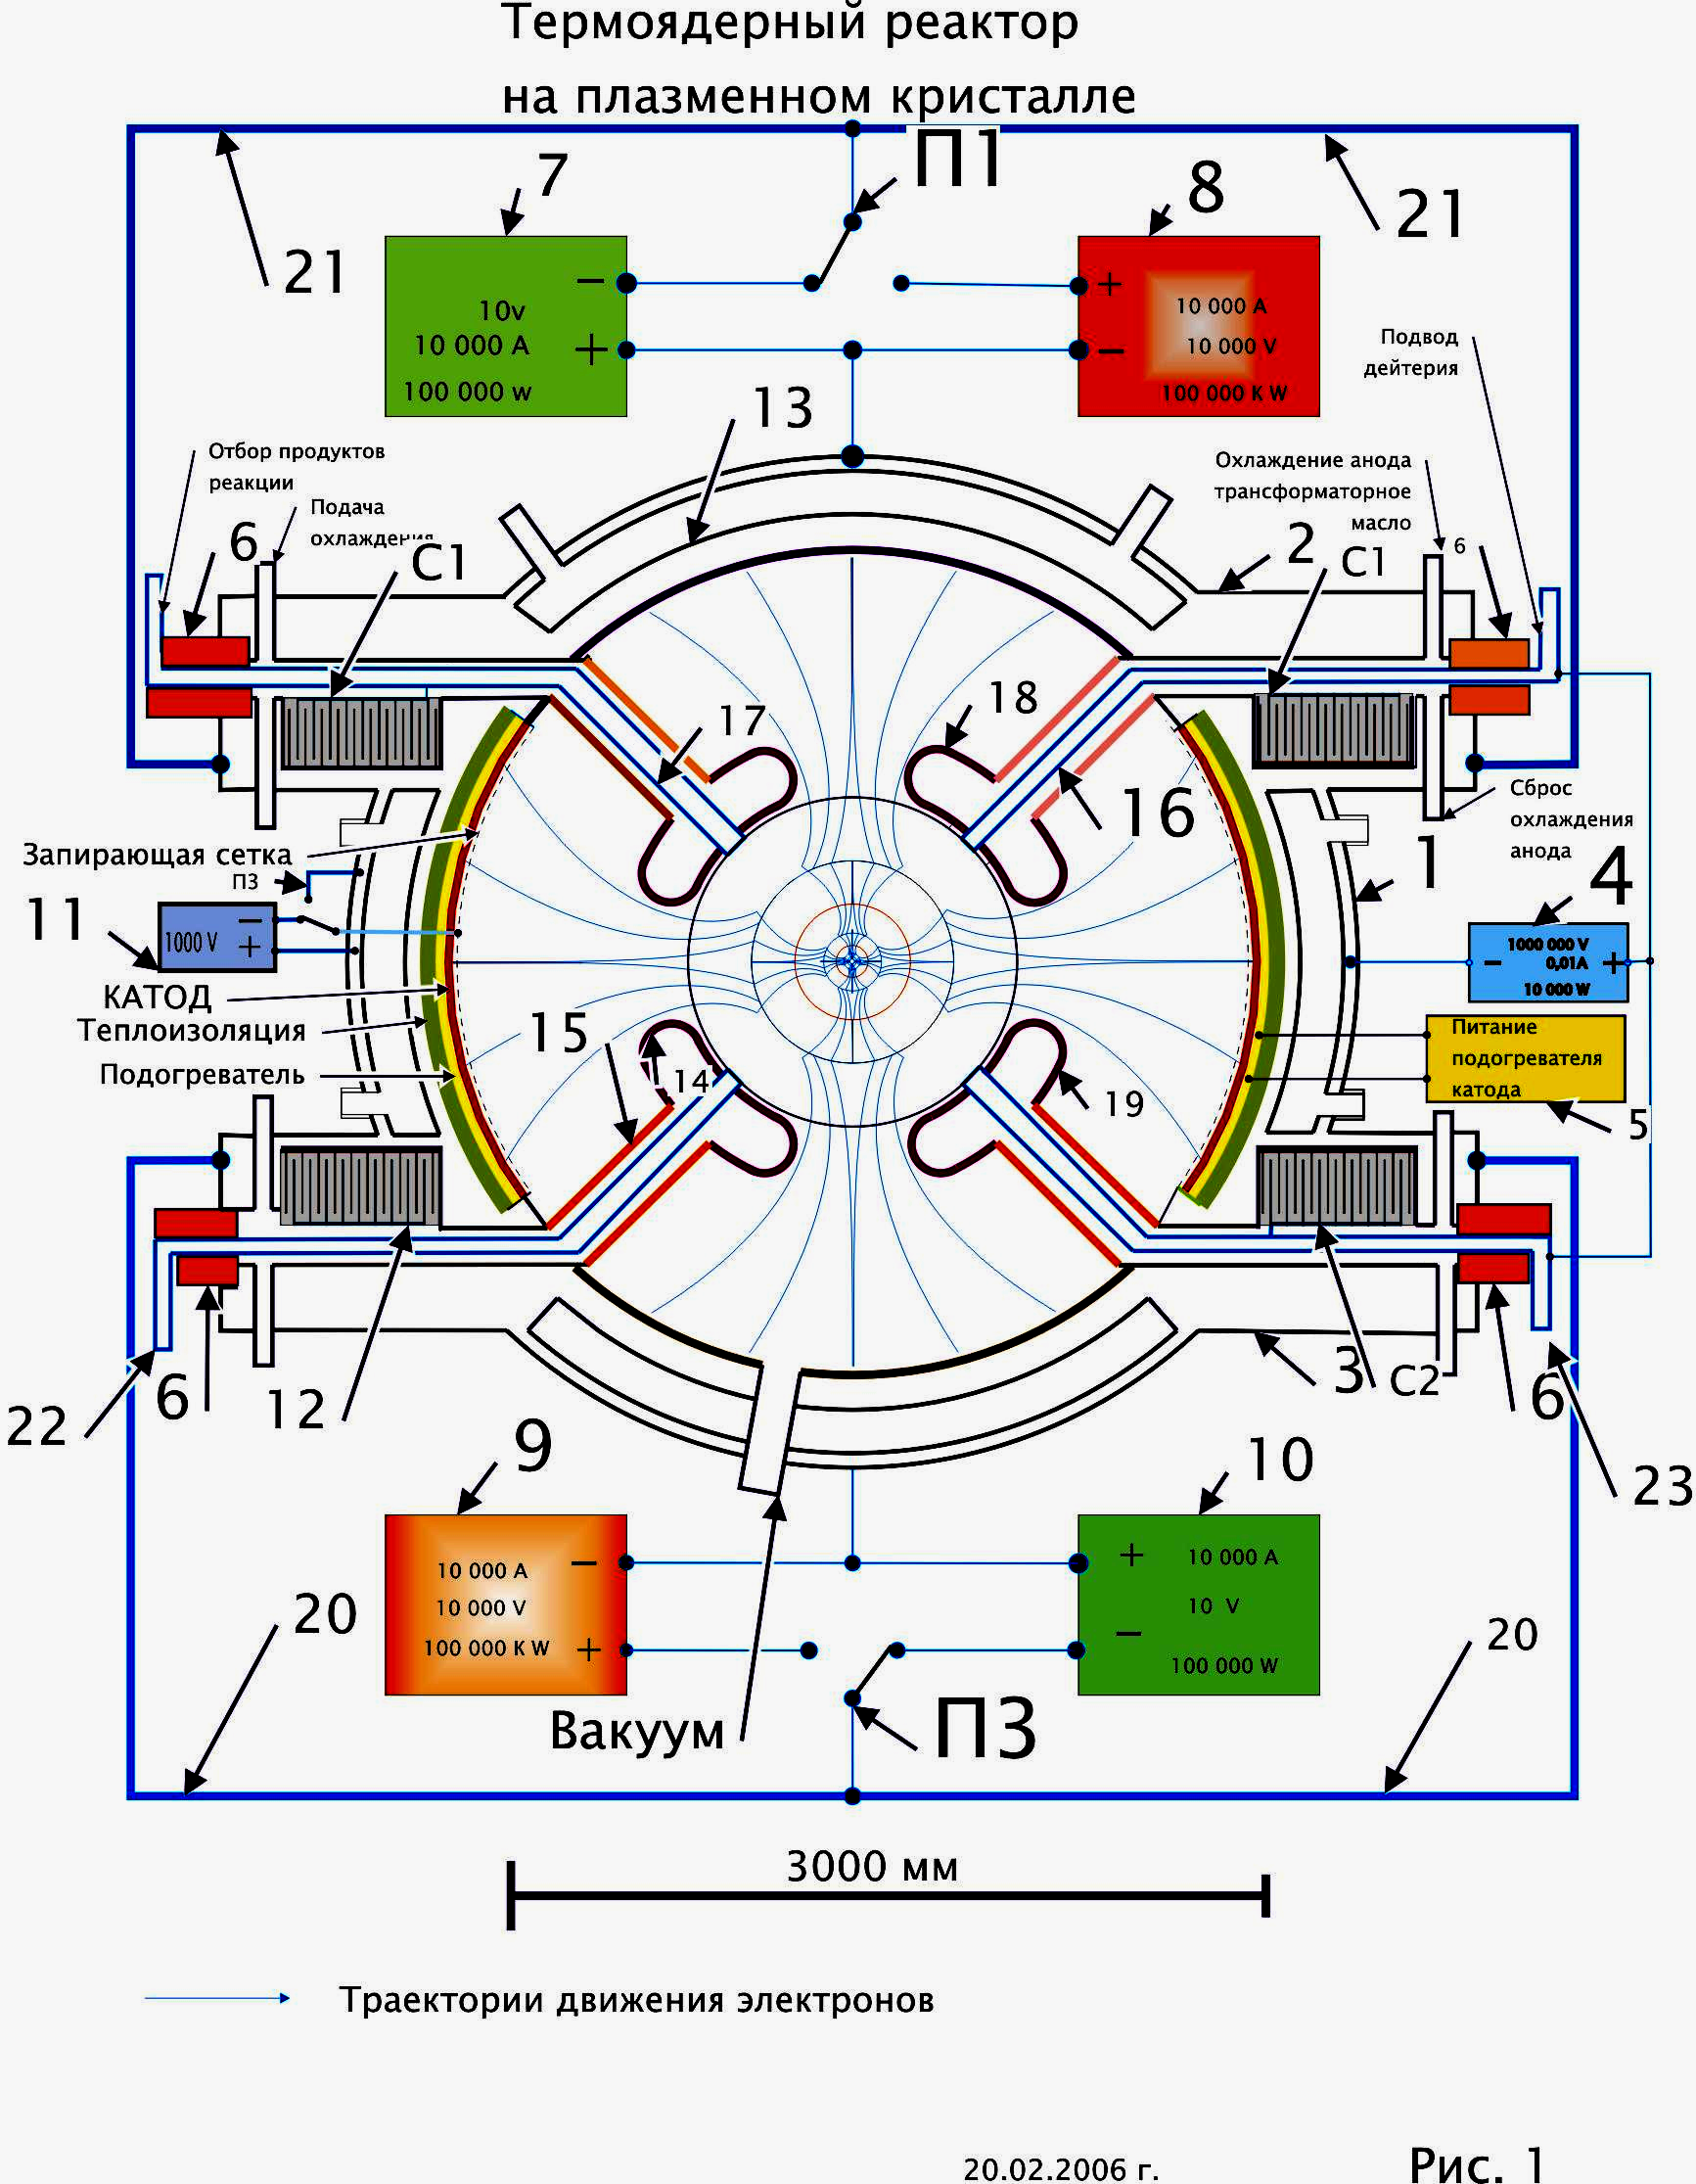 Термоядерный реактор
на плазменном кристалле
П1
7
8
21
21
−
10v
10 000 A
+
100 000 w
+
10 000 A
10 000 V
−
100 000 K W
Подвод
дейтерия
13
Отбор продуктов
реакции
Подача
охлаждения
6
С1
Охлаждение анода
трансформаторное
масло
2
С1
6
17
18
16
Сброс
охлаждения
анода
1
4
Запирающая сетка
П3
11
1000 V
−
+
1000 000 V
0,01A
−
+
10 000 W
КАТОД
Теплоизоляция
Подогреватель
15
14
19
Питание
подогревателя
катода
5
22
6
12
3
С2
6
23
9
10
10 000 A
−
10 000 V
100 000 K W
+
+
10 000 A
10 V
−
100 000 W
20
20
Вакуум
П3
3000 мм
Траектории движения электронов
20.02.2006 г.
Рис. 1